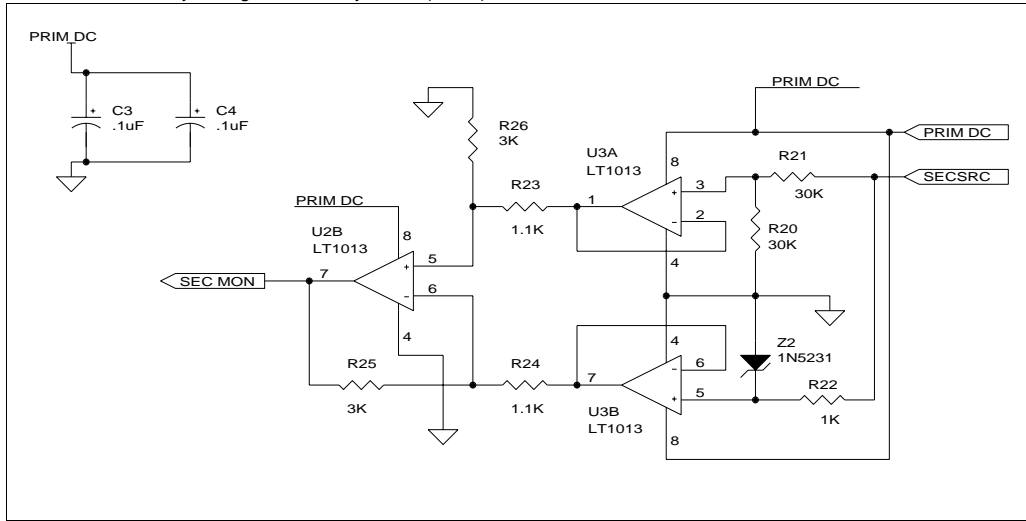 PRIM DC
C3
.1uF
C4
.1uF
PRIM DC
R26
3K
U3A
LT1013
8
PRIM DC
R21
30K
SECSRC
R23
1.1K
1
3
2
+
-
4
R20
30K
PRIM DC
U2B
LT1013
8
5
6
7
+
-
4
SEC MON
R25
3K
R24
1.1K
7
4
6
5
-
+
8
U3B
LT1013
Z2
1N5231
R22
1K